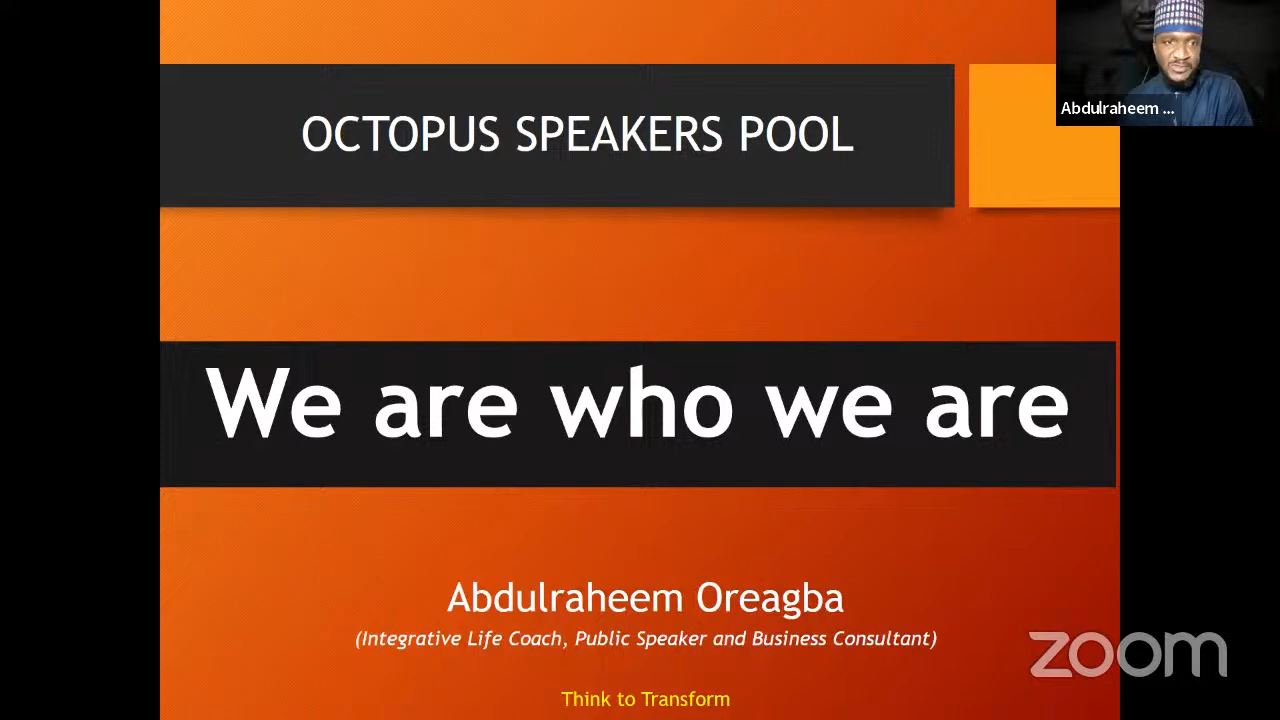 OCTOPUS SPEAKERS POOL
Abdulraheem ...
We are who we are
Abdulraheem Oreagba
(Integrative Life Coach, Public Speaker and Business Consultant)
zoom
Think to Transform